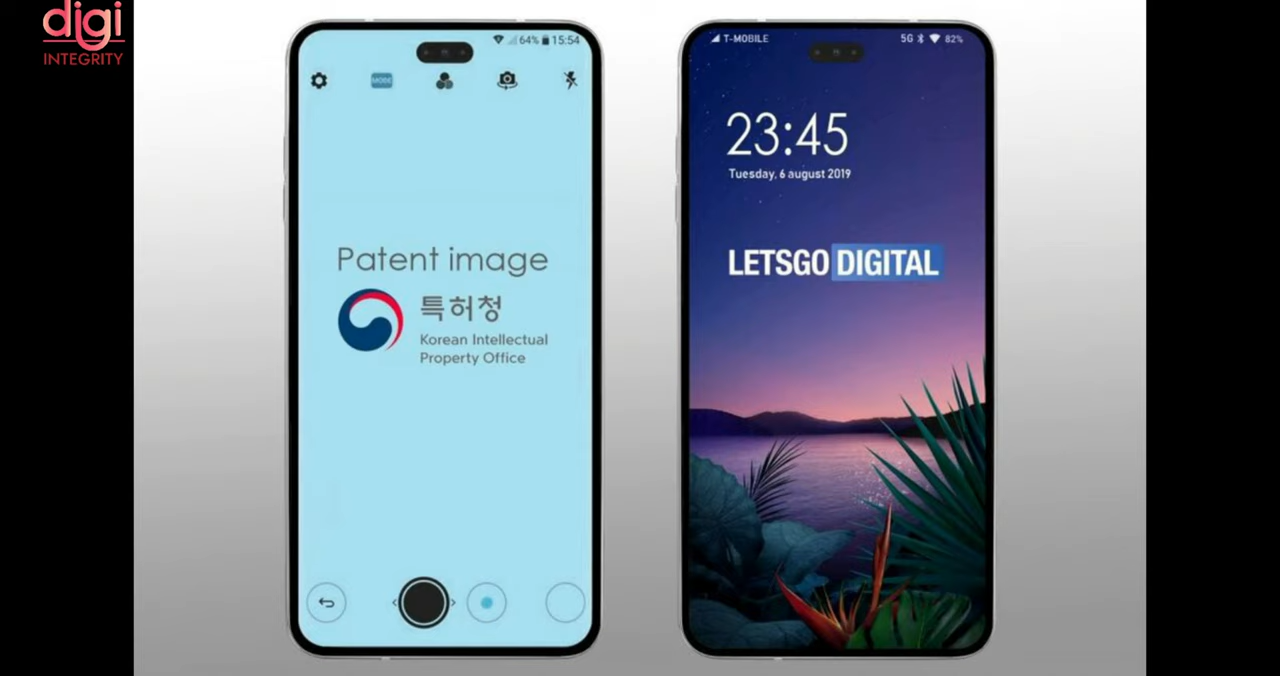 digi
INTEGRITY
64% 15:54
MODE
Patent image
특허청
Korean Intellectual
Property Office
T-MOBILE 5G 82%
23:45
Tuesday, 6 august 2019
LETSGO DIGITAL